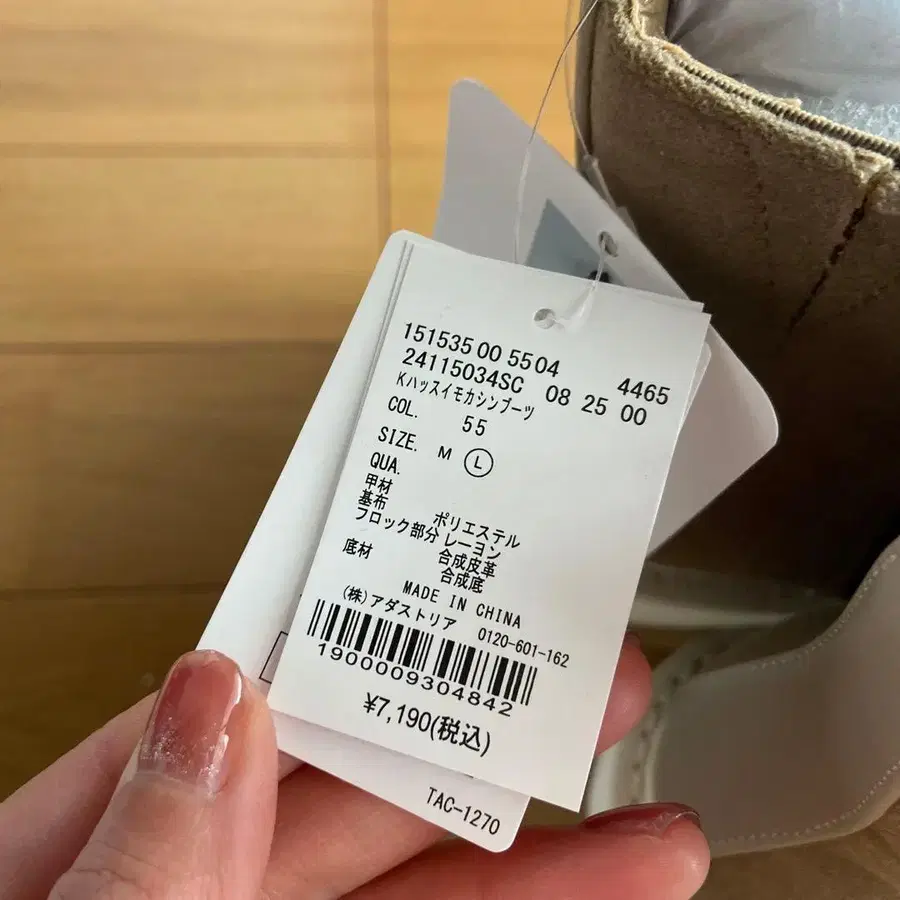 151535 00 5504 4465
24115034SC 08 25 00
Kハッスイモカシンブーツ
COL. 55
SIZE. M L
QUA.
甲材
基布 ポリエステル
フロック部分 レーヨン
合成皮革
底材 合成底
MADE IN CHINA
(株)アダストリア 0120-601-162
1900009304842
¥7,190(税込)
TAC-1270